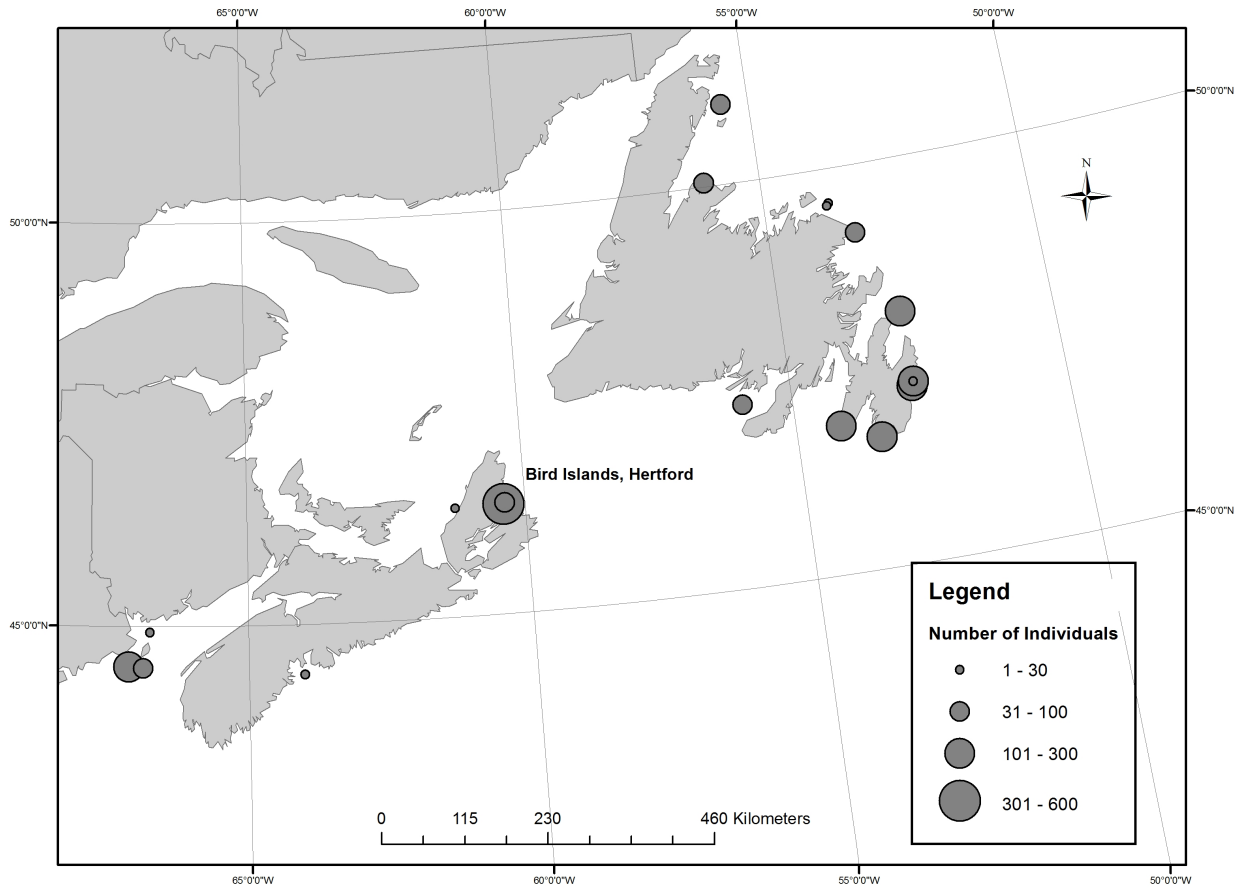 65°0'0"W 60°0'0"W 55°0'0"W 50°0'0"W
50°0'0"N
N
50°0'0"N
Bird Islands, Hertford
45°0'0"N
45°0'0"N
Legend
Number of Individuals
1 - 30
31 - 100
101 - 300
301 - 600
0 115 230 460 Kilometers
65°0'0"W 60°0'0"W 55°0'0"W 50°0'0"W